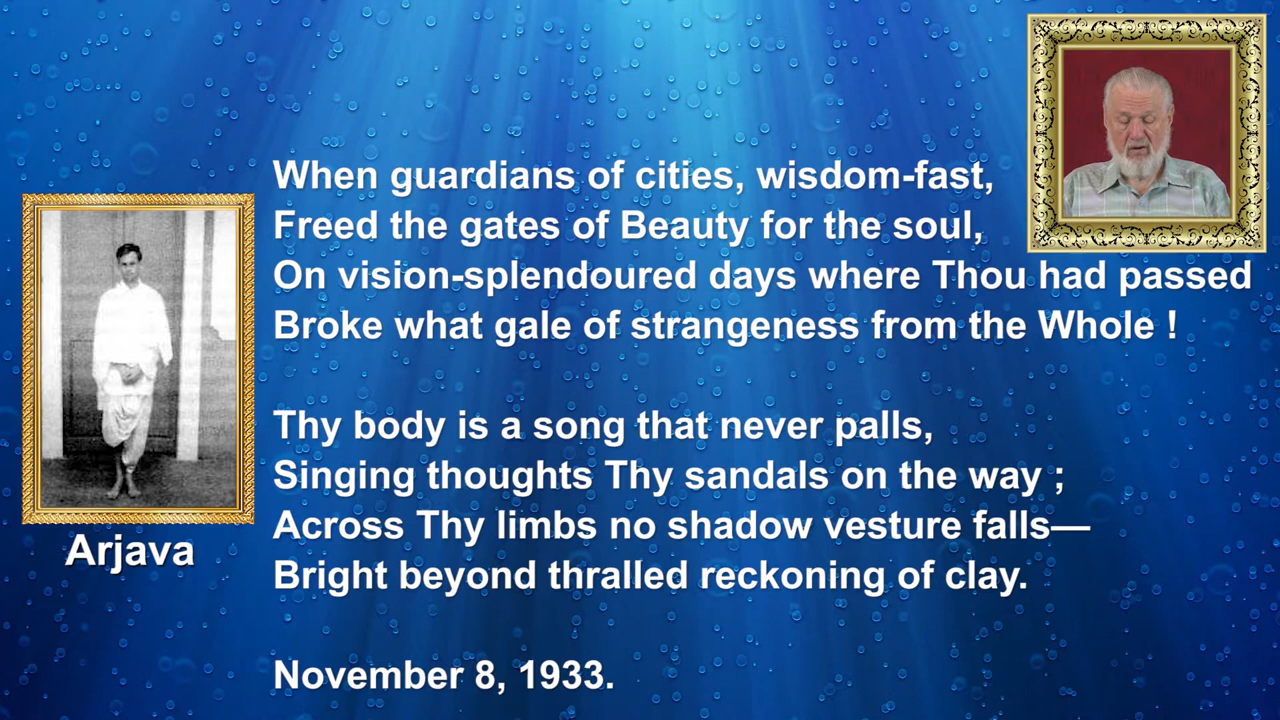 When guardians of cities, wisdom-fast,
Freed the gates of Beauty for the soul,
On vision-splendoured days where Thou had passed
Broke what gale of strangeness from the Whole !
Thy body is a song that never palls,
Singing thoughts Thy sandals on the way ;
Across Thy limbs no shadow vesture falls—
Bright beyond thralled reckoning of clay.
November 8, 1933.
Arjava